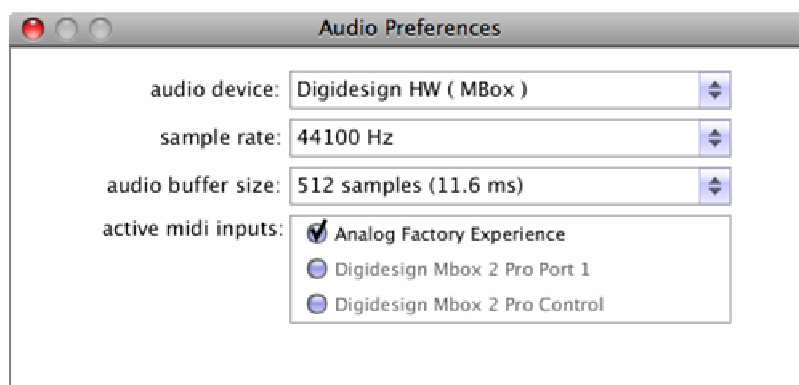 Audio Preferences
audio device: Digidesign HW ( MBox )
sample rate: 44100 Hz
audio buffer size: 512 samples (11.6 ms)
active midi inputs: Analog Factory Experience
Digidesign Mbox 2 Pro Port 1
Digidesign Mbox 2 Pro Control